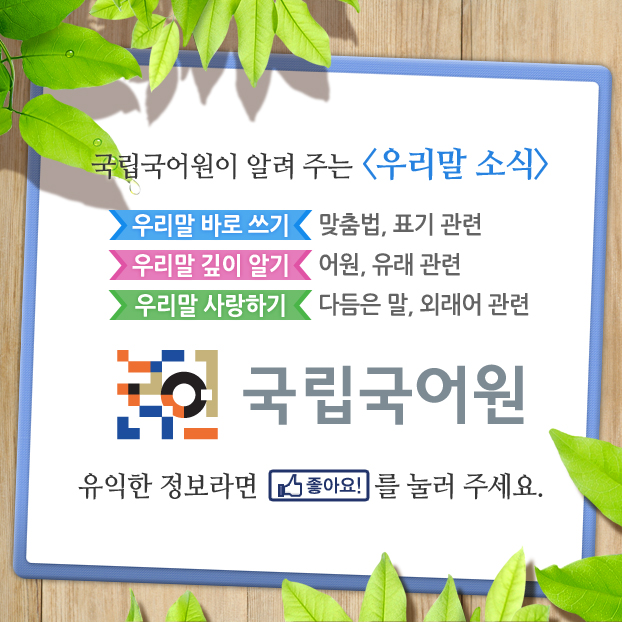 국립국어원이 알려 주는 <우리말 소식>
우리말 바로 쓰기 맞춤법, 표기 관련
우리말 깊이 알기 어원, 유래 관련
우리말 사랑하기 다듬은 말, 외래어 관련
국립국어원
유익한 정보라면 좋아요! 를 눌러 주세요.